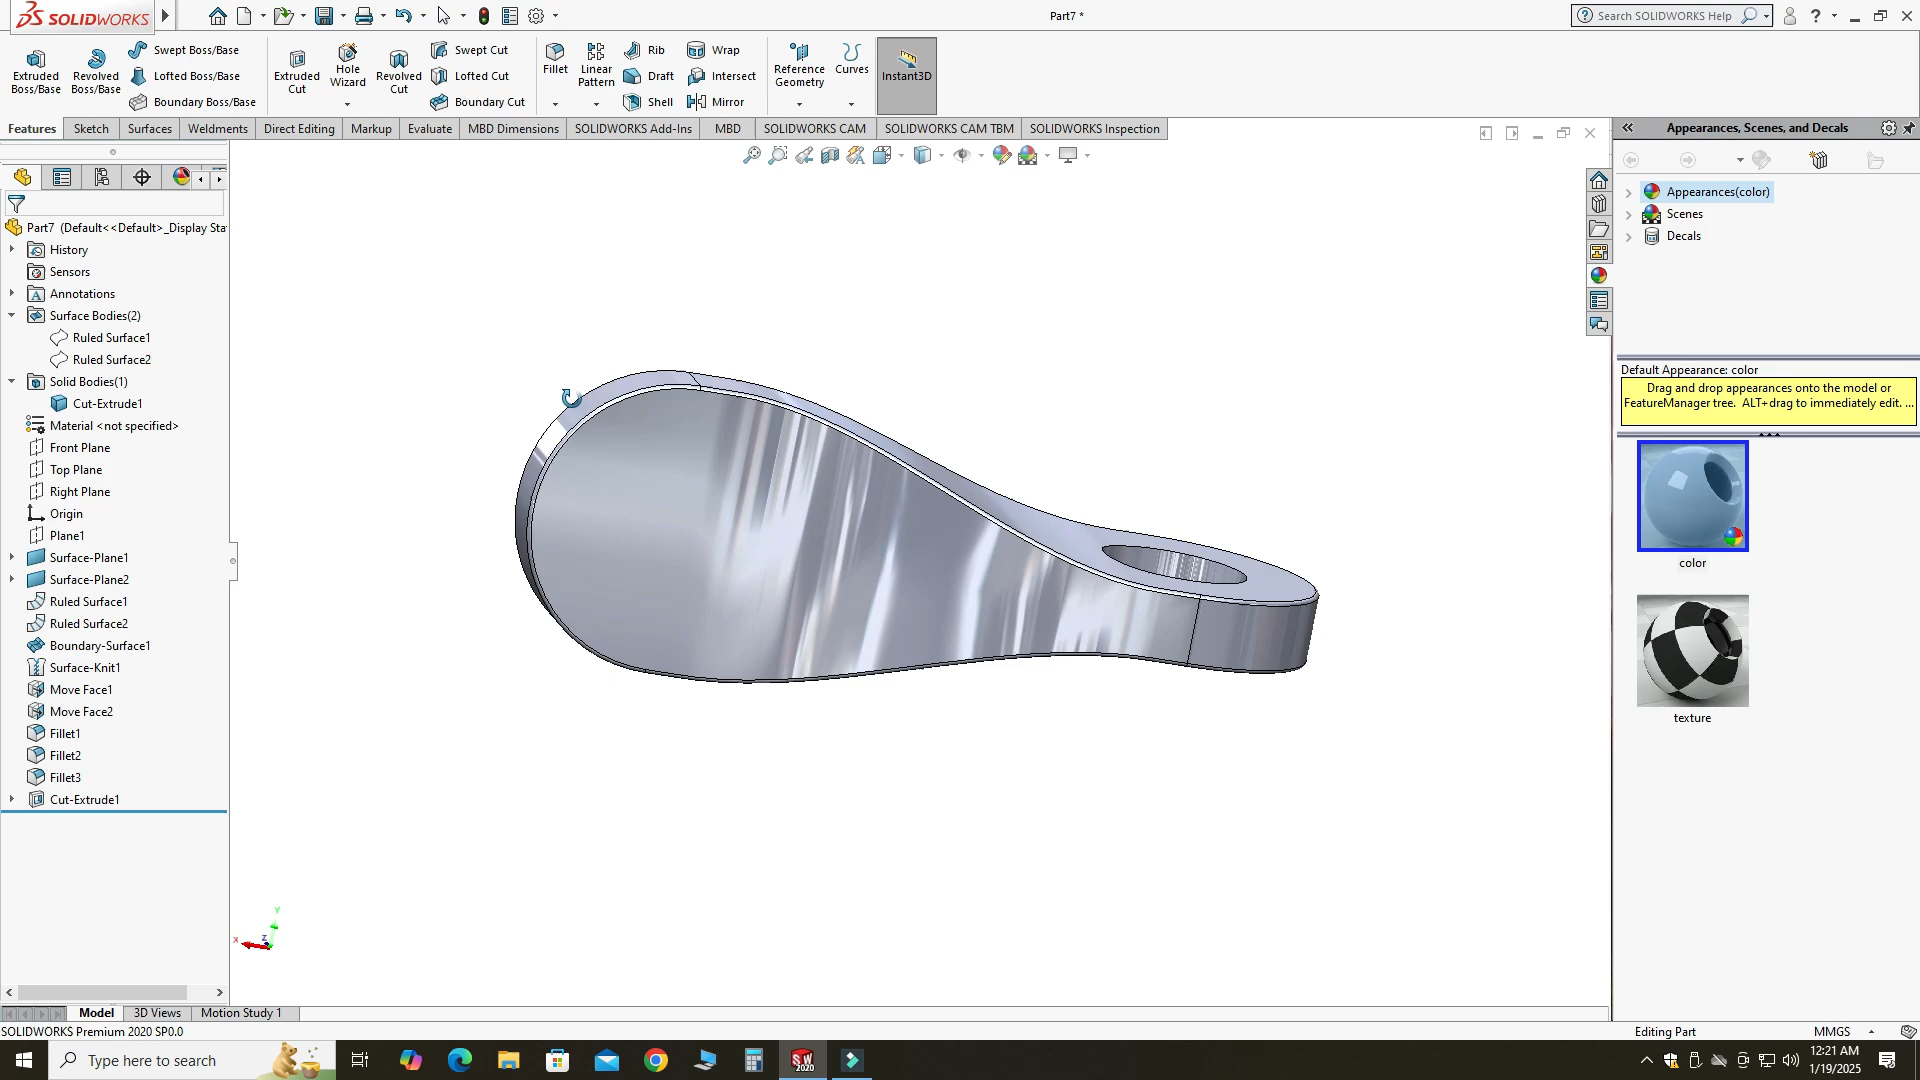 SOLIDWORKS
Part7 *
Search SOLIDWORKS Help
Extruded Boss/Base
Revolved Boss/Base
Swept Boss/Base
Lofted Boss/Base
Boundary Boss/Base
Extruded Cut
Hole Wizard
Revolved Cut
Swept Cut
Lofted Cut
Boundary Cut
Fillet
Linear Pattern
Rib
Draft
Shell
Wrap
Intersect
Mirror
Reference Geometry
Curves
Instant3D
Features
Sketch
Surfaces
Weldments
Direct Editing
Markup
Evaluate
MBD Dimensions
SOLIDWORKS Add-Ins
MBD
SOLIDWORKS CAM
SOLIDWORKS CAM TBM
SOLIDWORKS Inspection
Part7 (Default<<Default>_Display Sta
History
Sensors
Annotations
Surface Bodies(2)
Ruled Surface1
Ruled Surface2
Solid Bodies(1)
Cut-Extrude1
Material <not specified>
Front Plane
Top Plane
Right Plane
Origin
Plane1
Surface-Plane1
Surface-Plane2
Ruled Surface1
Ruled Surface2
Boundary-Surface1
Surface-Knit1
Move Face1
Move Face2
Fillet1
Fillet2
Fillet3
Cut-Extrude1
Y
X
Z
Appearances, Scenes, and Decals
Appearances(color)
Scenes
Decals
Default Appearance: color
Drag and drop appearances onto the model or
FeatureManager tree. ALT+drag to immediately edit. ...
color
texture
Model
3D Views
Motion Study 1
SOLIDWORKS Premium 2020 SP0.0
Editing Part
MMGS
Type here to search
SW
2020
12:21 AM
1/19/2025